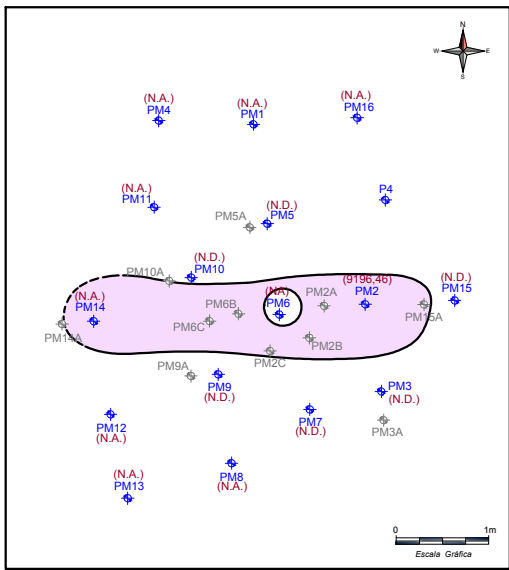 N
W
E
S
(N.A.)
PM4
(N.A.)
PM1
(N.A.)
PM16
(N.A.)
PM11
P4
PM5A
(N.D.)
PM5
(N.D.)
PM10
PM10A
(N.A.)
PM14
PM14A
PM6B
PM6C
(NA)
PM6
PM2A
(9196,46)
PM2
PM15A
(N.D.)
PM15
PM2B
PM2C
PM9A
PM9
(N.D.)
PM3
(N.D.)
PM3A
PM7
(N.D.)
PM12
(N.A.)
PM8
(N.A.)
(N.A.)
PM13
0
1m
Escala Gráfica